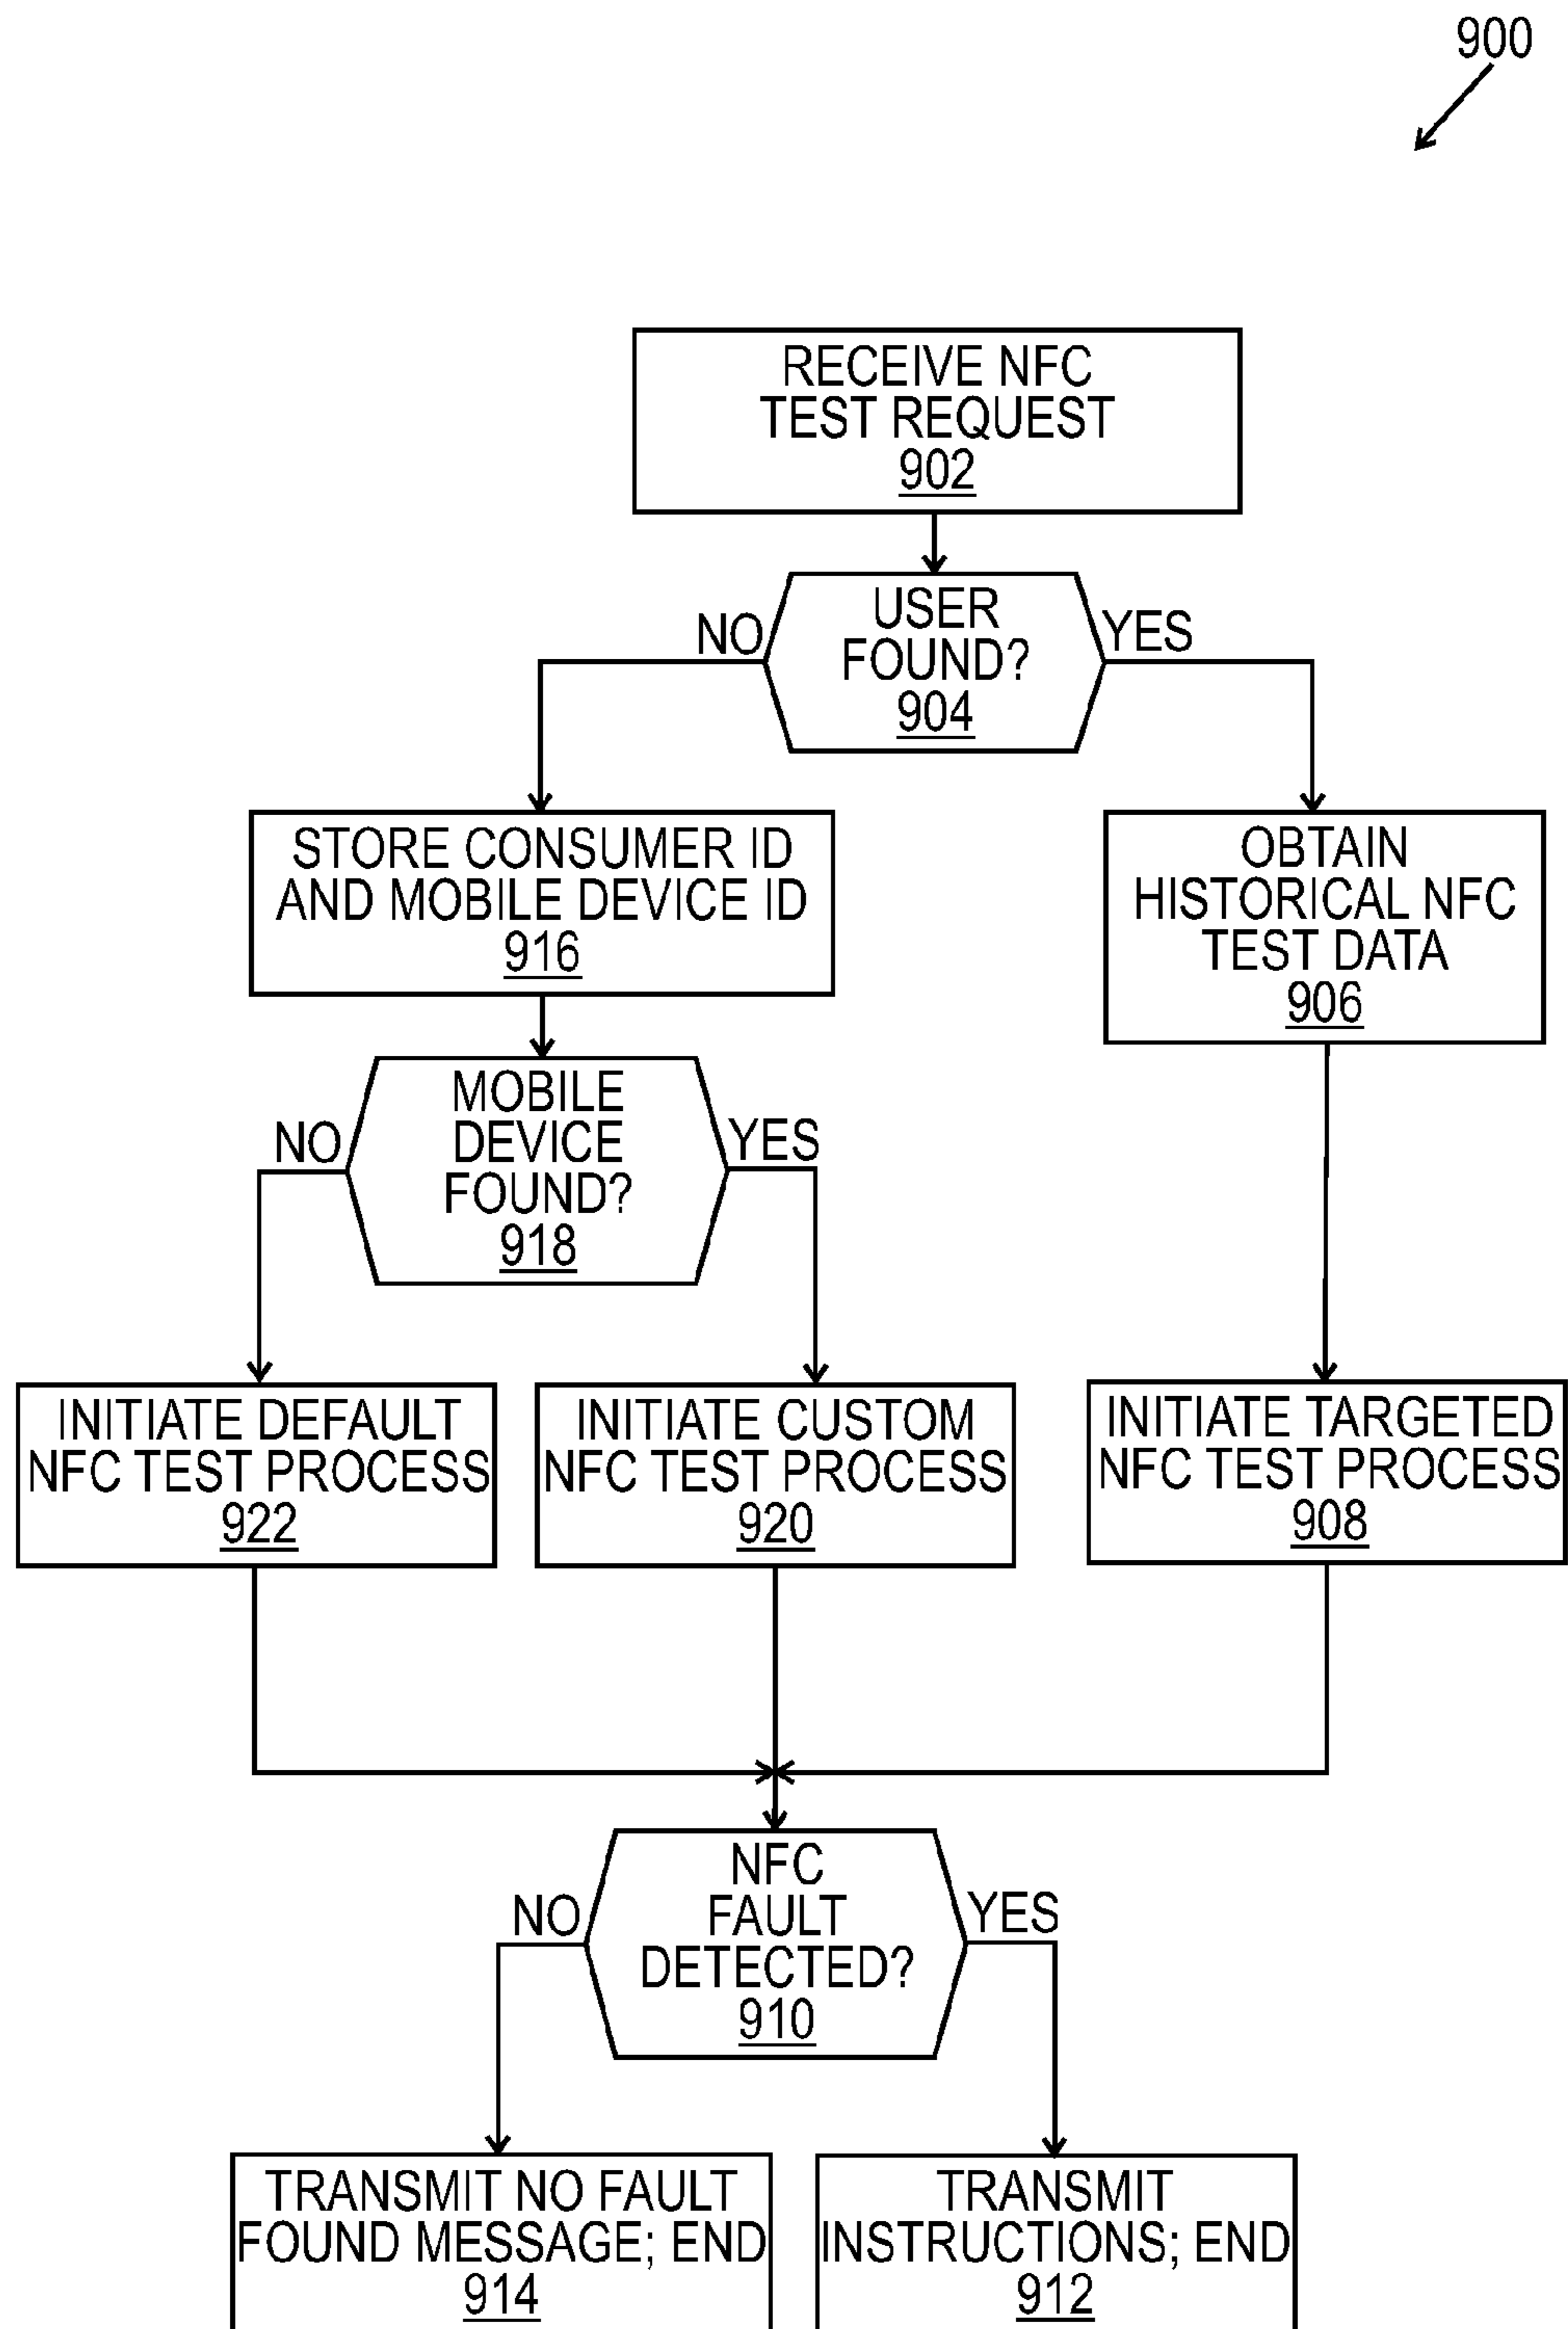 900
RECEIVE NFC
TEST REQUEST
902
USER
FOUND?
904
NO
YES
STORE CONSUMER ID
AND MOBILE DEVICE ID
916
OBTAIN
HISTORICAL NFC
TEST DATA
906
MOBILE
DEVICE
FOUND?
918
NO
YES
INITIATE DEFAULT
NFC TEST PROCESS
922
INITIATE CUSTOM
NFC TEST PROCESS
920
INITIATE TARGETED
NFC TEST PROCESS
908
NFC
FAULT
DETECTED?
910
NO
YES
TRANSMIT NO FAULT
FOUND MESSAGE; END
914
TRANSMIT
INSTRUCTIONS; END
912